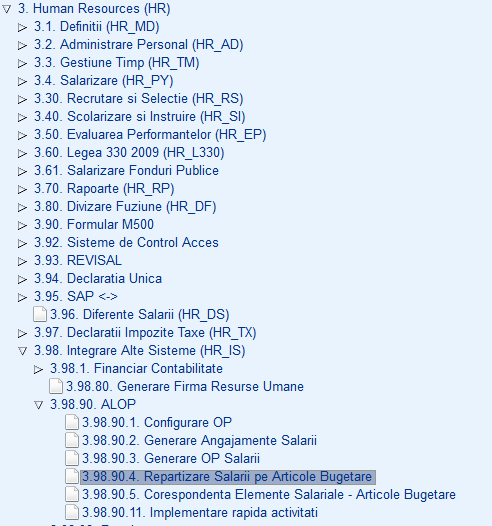 3. Human Resources (HR)
3.1. Definitii (HR_MD)
3.2. Administrare Personal (HR_AD)
3.3. Gestiune Timp (HR_TM)
3.4. Salarizare (HR_PY)
3.30. Recrutare si Selectie (HR_RS)
3.40. Scolarizare si Instruire (HR_SI)
3.50. Evaluarea Performantelor (HR_EP)
3.60. Legea 330 2009 (HR_L330)
3.61. Salarizare Fonduri Publice
3.70. Rapoarte (HR_RP)
3.80. Divizare Fuziune (HR_DF)
3.90. Formular M500
3.92. Sisteme de Control Acces
3.93. REVISAL
3.94. Declaratia Unica
3.95. SAP <->
3.96. Diferente Salarii (HR_DS)
3.97. Declaratii Impozite Taxe (HR_TX)
3.98. Integrare Alte Sisteme (HR_IS)
3.98.1. Financiar Contabilitate
3.98.80. Generare Firma Resurse Umane
3.98.90. ALOP
3.98.90.1. Configurare OP
3.98.90.2. Generare Angajamente Salarii
3.98.90.3. Generare OP Salarii
3.98.90.4. Repartizare Salarii pe Articole Bugetare
3.98.90.5. Corespondenta Elemente Salariale - Articole Bugetare
3.98.90.11. Implementare rapida activitati